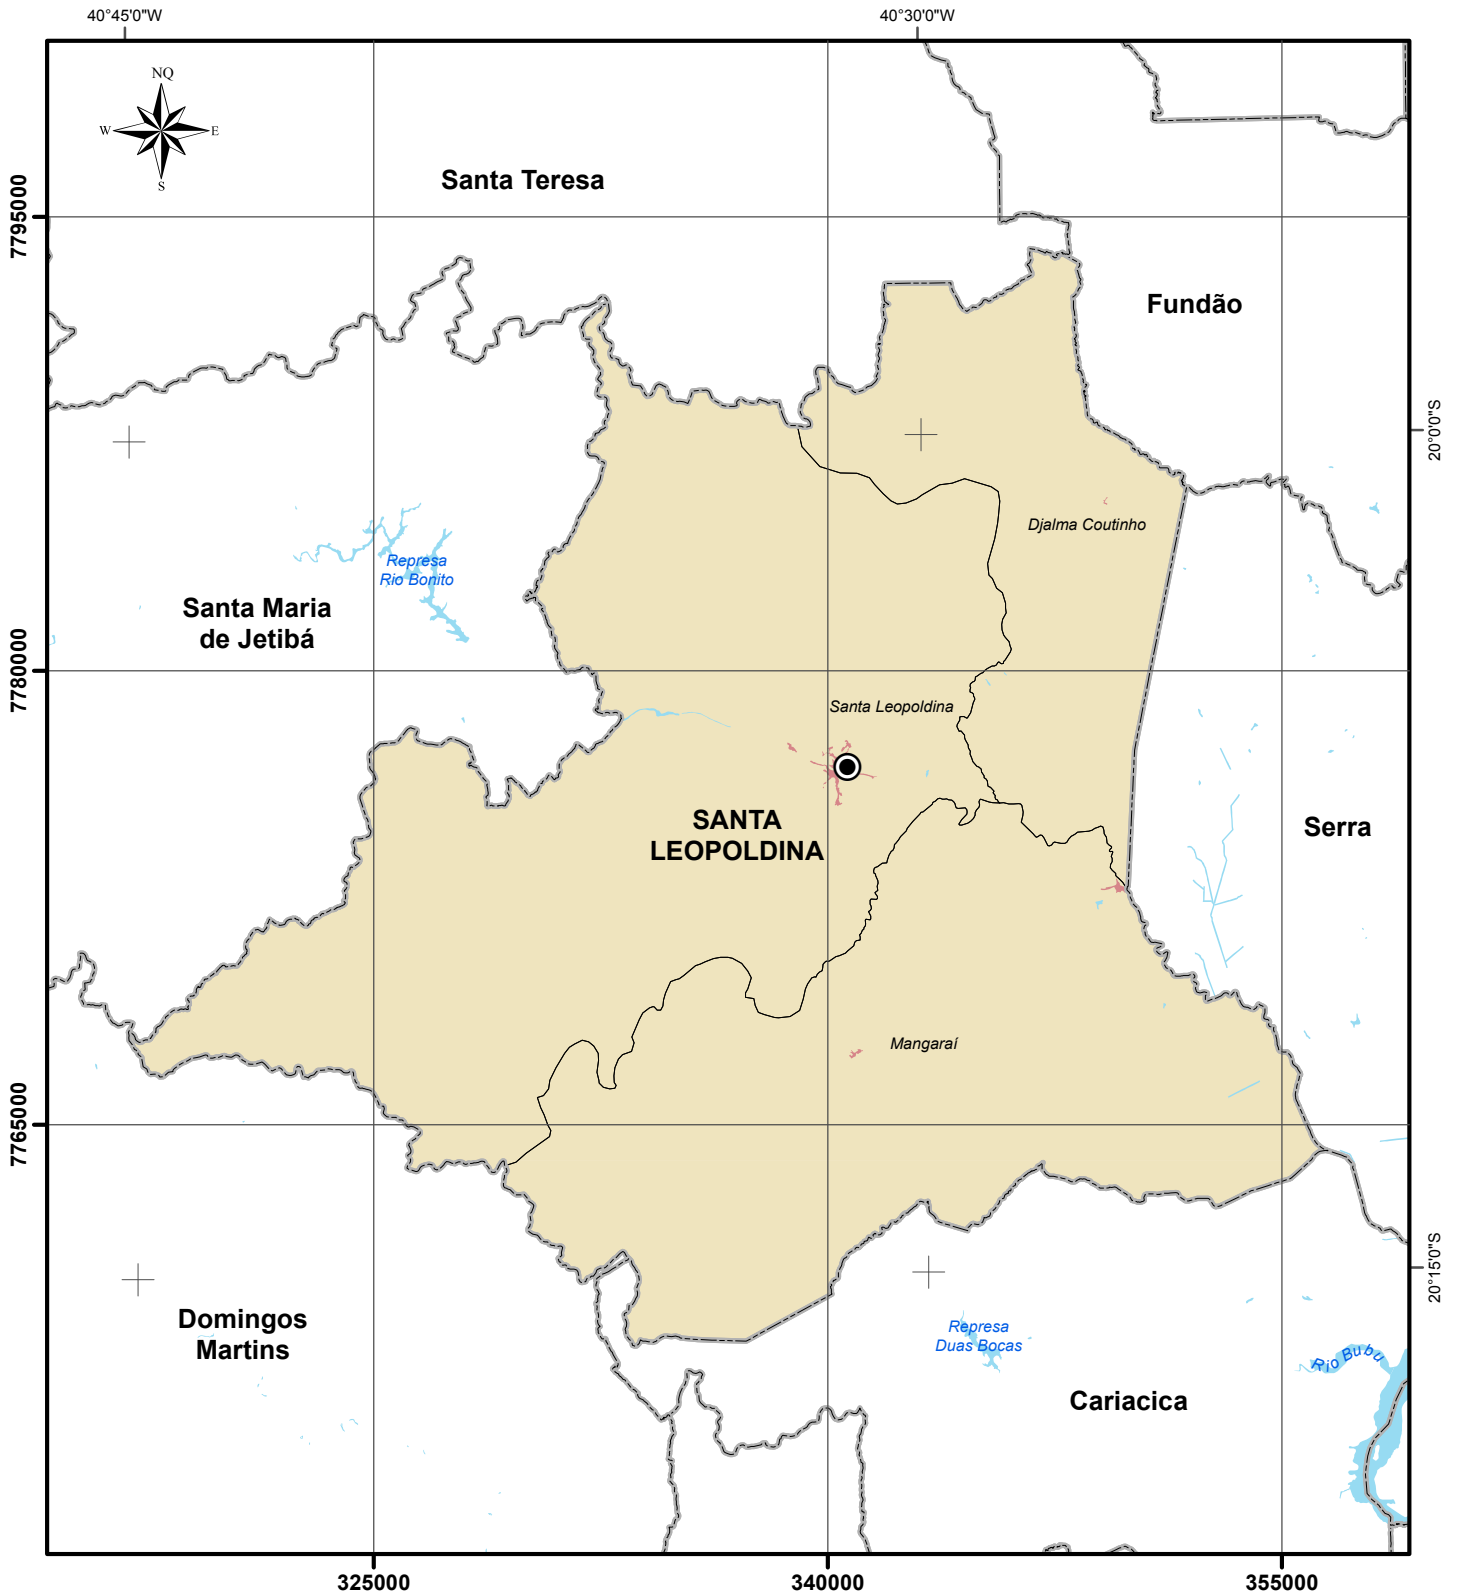 40°45'0"W
40°30'0"W
NQ
W
E
S
Santa Teresa
7795000
Fundão
20°0'0"S
Djalma Coutinho
Represa
Rio Bonito
Santa Maria
de Jetibá
7780000
Santa Leopoldina
SANTA
LEOPOLDINA
Serra
Mangaraí
7765000
20°15'0"S
Domingos
Martins
Represa
Duas Bocas
Rio Bubu
Cariacica
325000
340000
355000